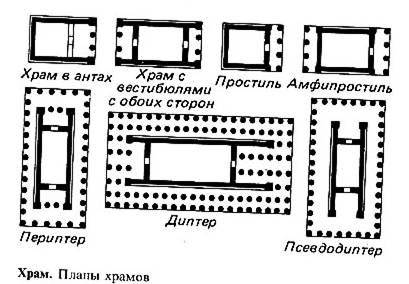 Храм в антах
Храм с
вестибюлями
с обоих сторон
Простиль
Амфипростиль
Периптер
Диптер
Псевдодиптер
Храм. Планы храмов